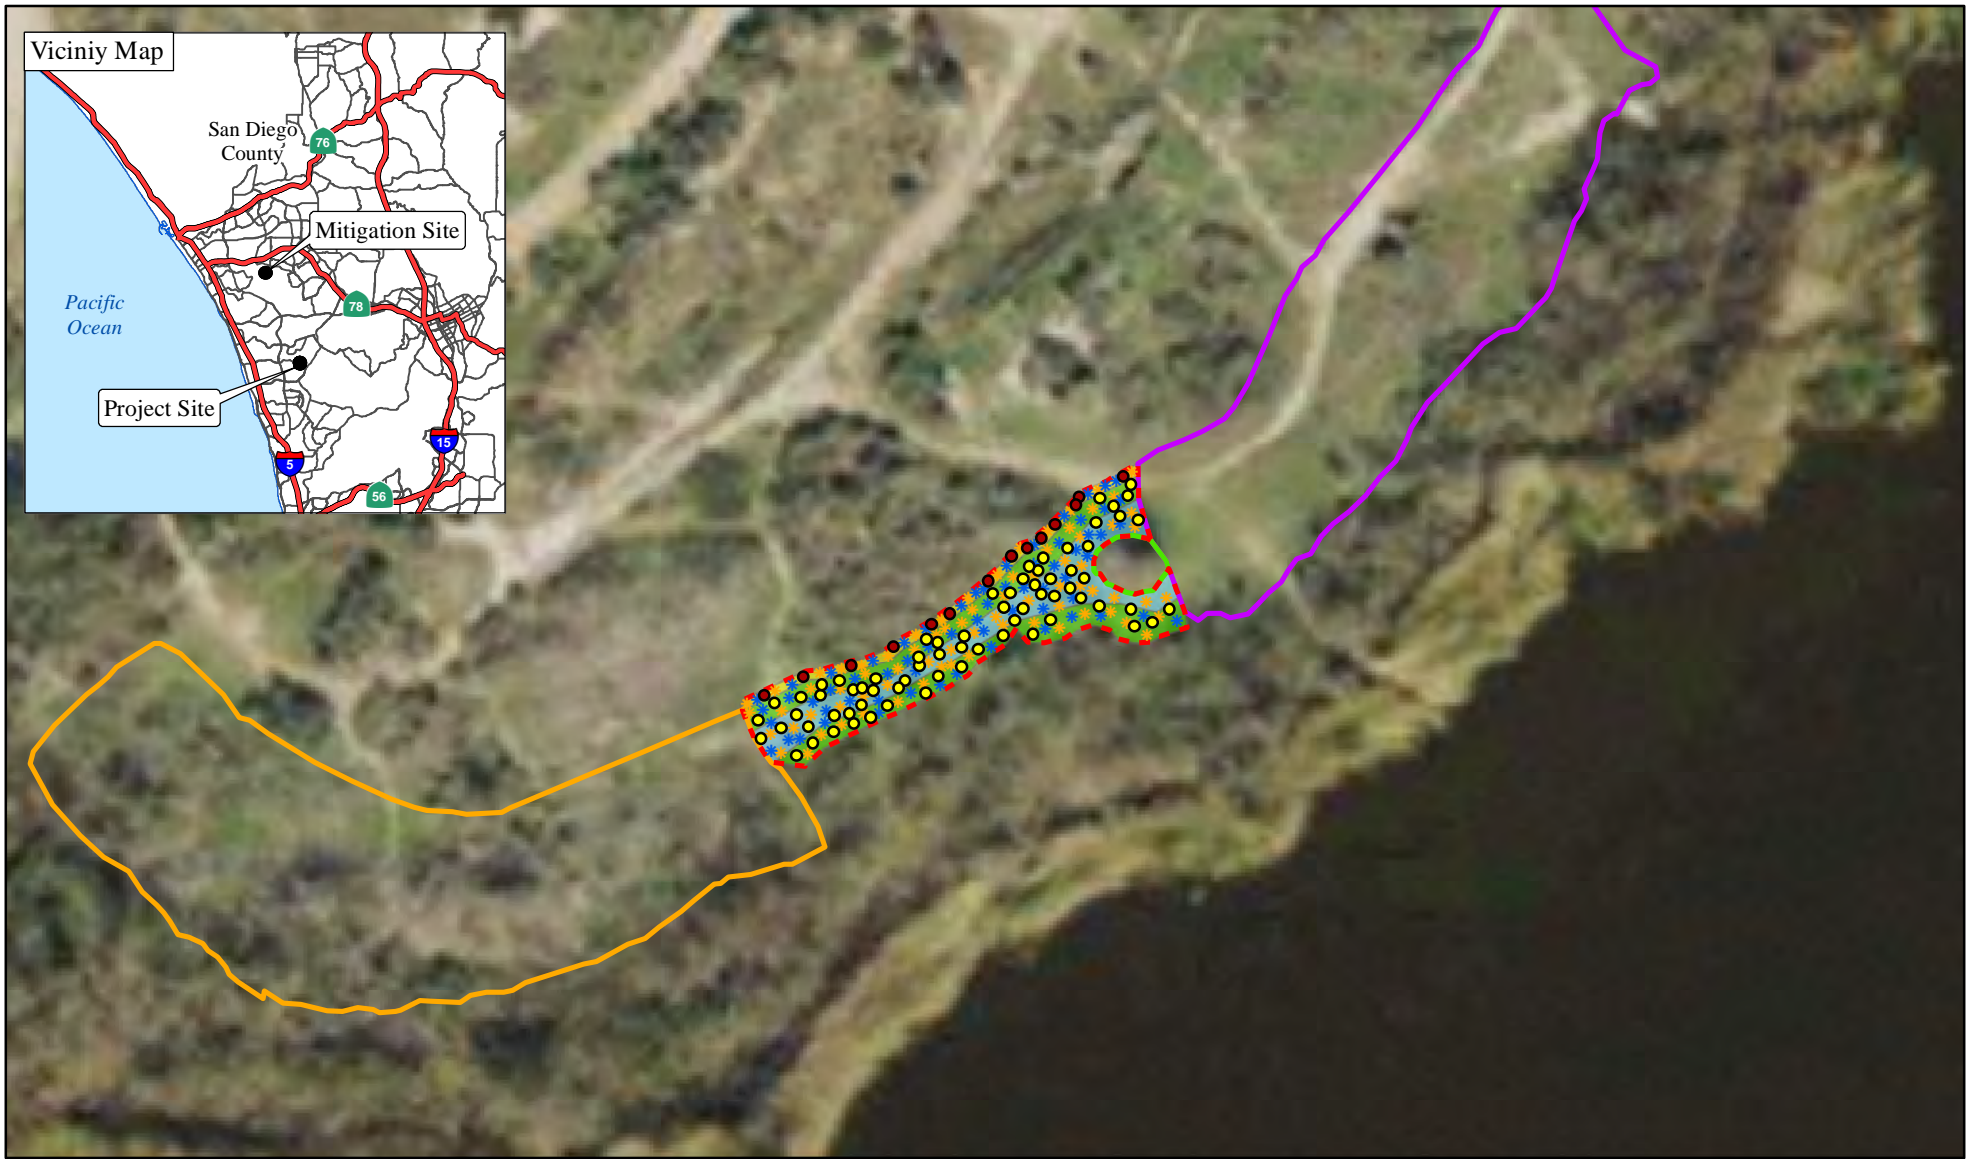 Viciniy Map
San Diego
County
76
Mitigation Site
78
Pacific
Ocean
Project Site
15
5
56